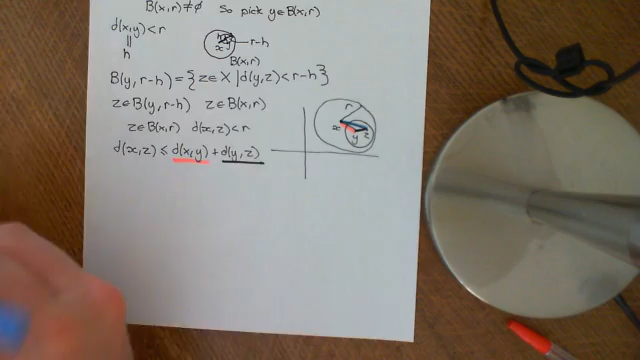 B(x,r)≠∅ So pick y∈B(x,r)
d(x,y)<r
||
h
r-h
x y
B(x,r)
B(y,r-h)={z∈X | d(y,z)<r-h}
z∈B(y,r-h) z∈B(x,r)
z∈B(x,r) d(x,z)<r
d(x,z)≤d(x,y)+d(y,z)
r
x
y
z